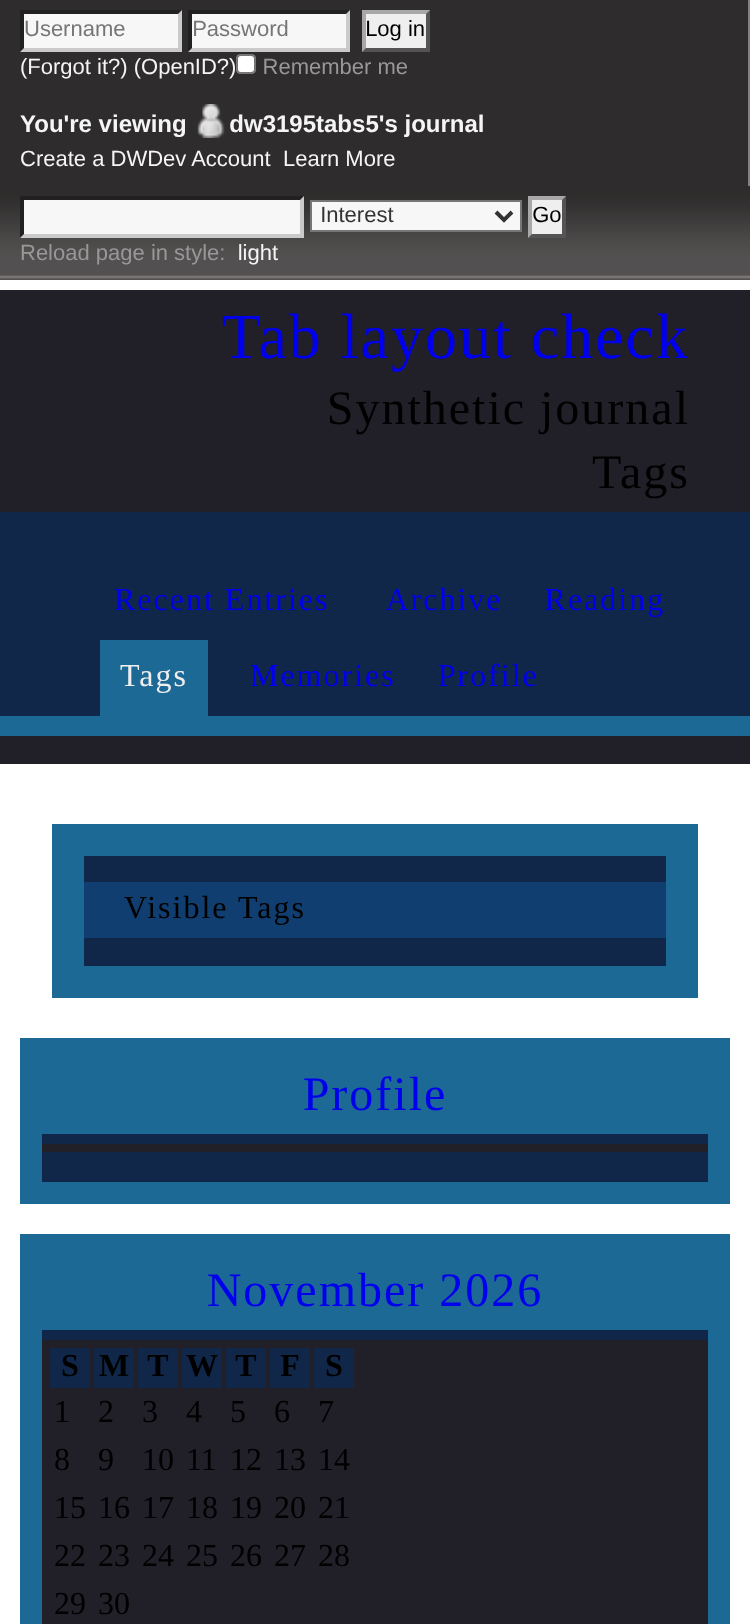 Username Password Log in
(Forgot it?) (OpenID?) Remember me
You're viewing dw3195tabs5's journal
Create a DWDev Account Learn More
Interest Go
Reload page in style: light
Tab layout check
Synthetic journal
Tags
Recent Entries Archive Reading
Tags Memories Profile
Visible Tags
Profile
November 2026
S M T W T F S
1 2 3 4 5 6 7
8 9 10 11 12 13 14
15 16 17 18 19 20 21
22 23 24 25 26 27 28
29 30